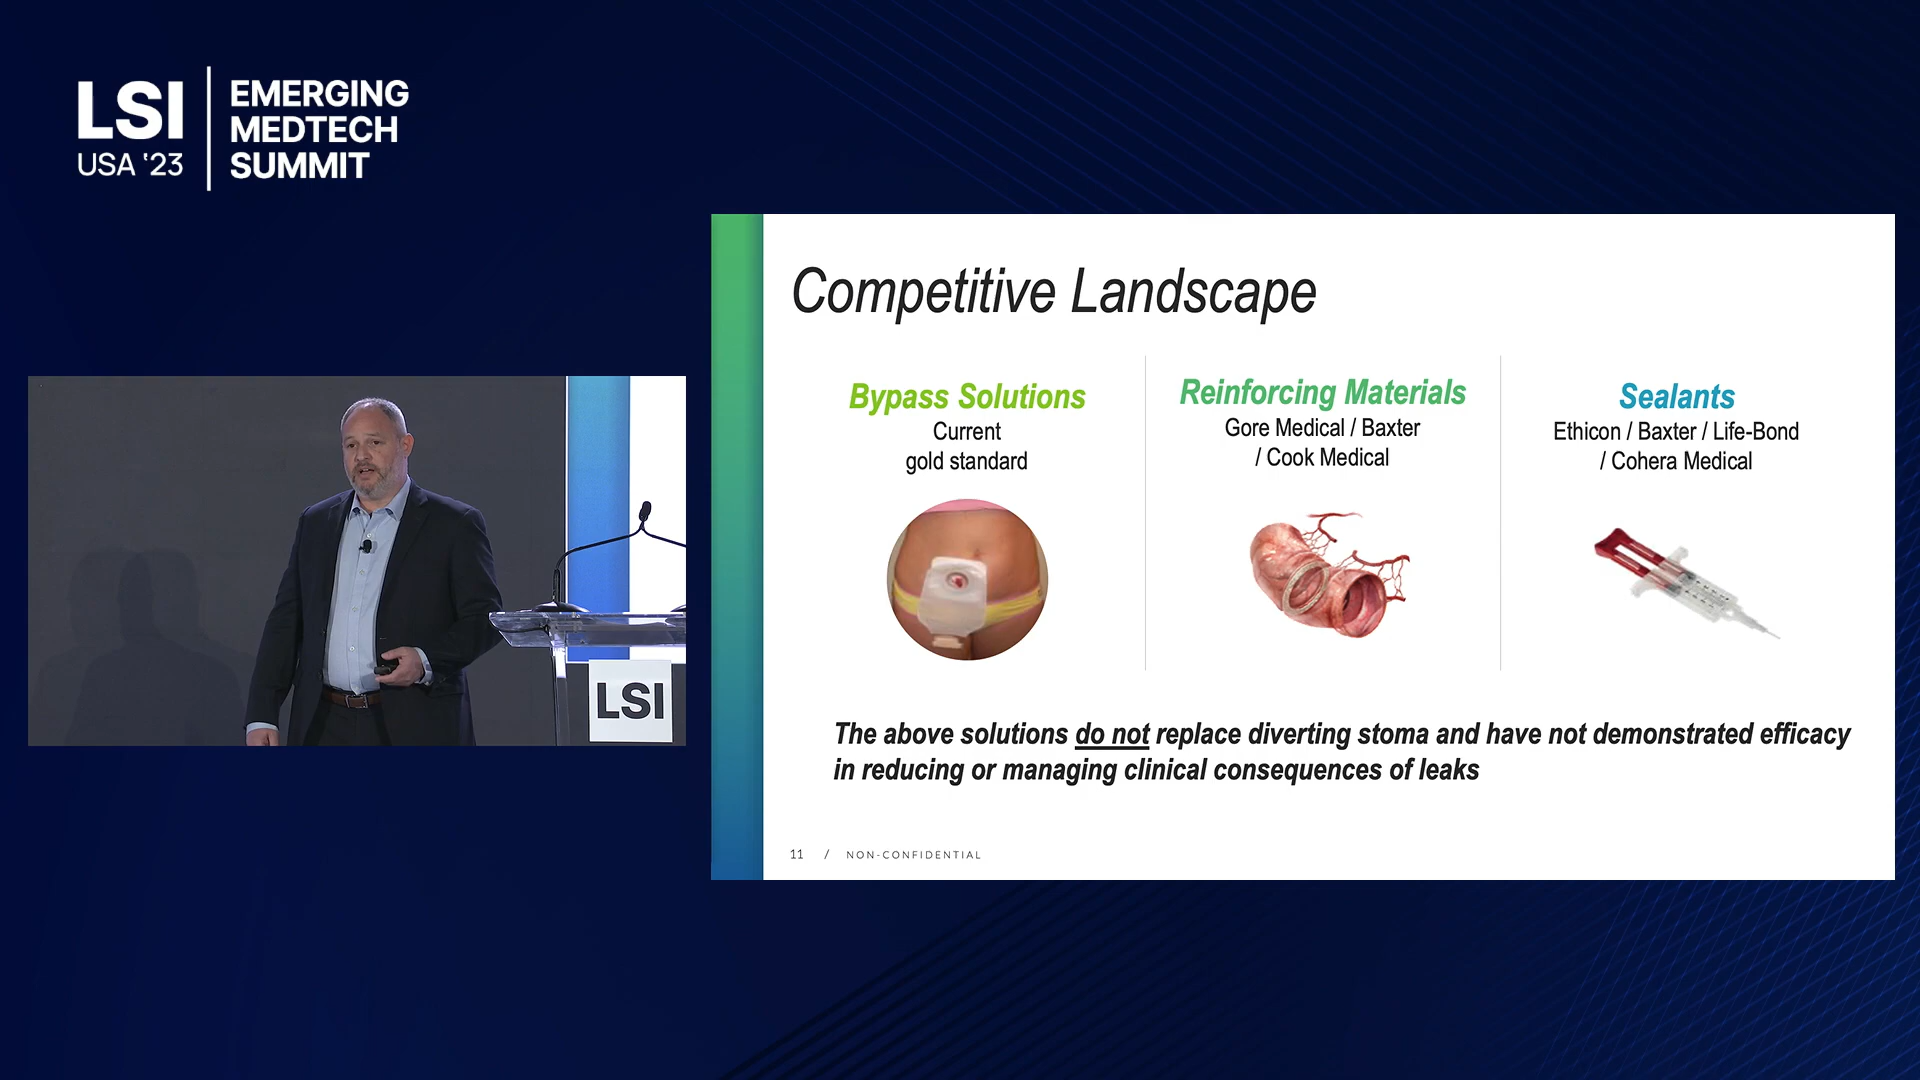 LSI
USA '23
EMERGING
MEDTECH
SUMMIT
Competitive Landscape
Bypass Solutions
Current
gold standard
Reinforcing Materials
Gore Medical / Baxter
/ Cook Medical
Sealants
Ethicon / Baxter / Life-Bond
/ Cohera Medical
The above solutions do not replace diverting stoma and have not demonstrated efficacy
in reducing or managing clinical consequences of leaks
11 / NON-CONFIDENTIAL
LSI